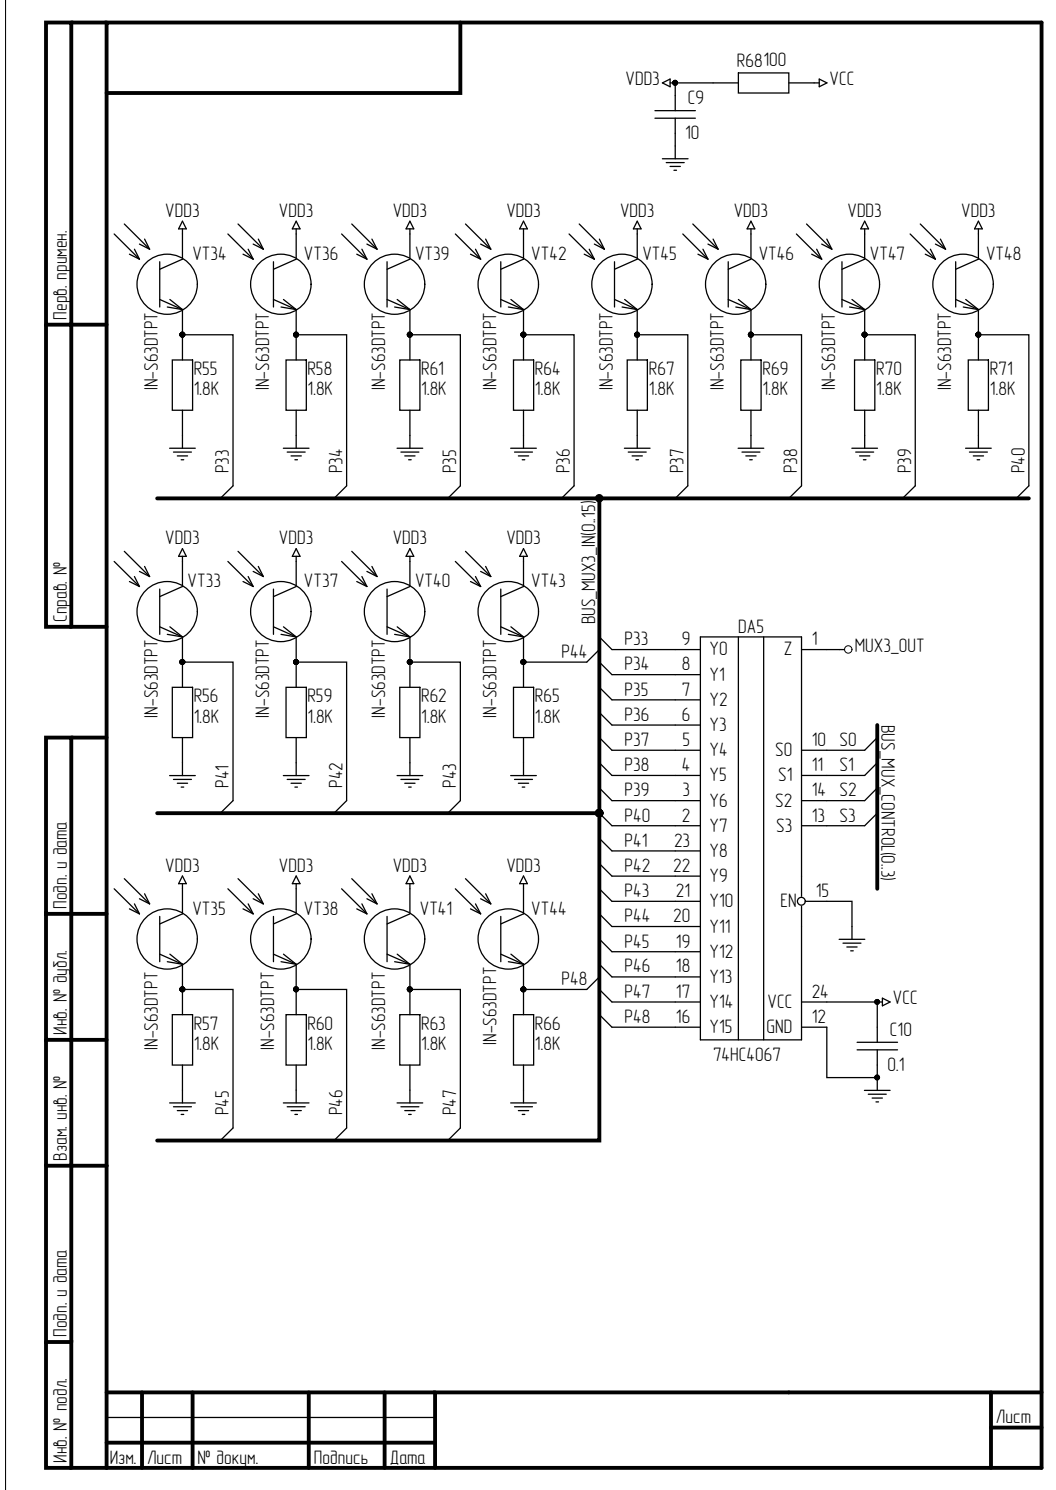 R68 100
VDD3 VCC
C9
10
VDD3 VDD3 VDD3 VDD3 VDD3 VDD3 VDD3 VDD3
VT34 VT36 VT39 VT42 VT45 VT46 VT47 VT48
IN-S63DTPT IN-S63DTPT IN-S63DTPT IN-S63DTPT IN-S63DTPT IN-S63DTPT IN-S63DTPT IN-S63DTPT
R55 R58 R61 R64 R67 R69 R70 R71
1.8K 1.8K 1.8K 1.8K 1.8K 1.8K 1.8K 1.8K
P33 P34 P35 P36 P37 P38 P39 P40
BUS_MUX3_IN(0..15)
VDD3 VDD3 VDD3 VDD3
VT33 VT37 VT40 VT43
IN-S63DTPT IN-S63DTPT IN-S63DTPT IN-S63DTPT
P44
R56 R59 R62 R65
1.8K 1.8K 1.8K 1.8K
P41 P42 P43
VDD3 VDD3 VDD3 VDD3
VT35 VT38 VT41 VT44
IN-S63DTPT IN-S63DTPT IN-S63DTPT IN-S63DTPT
P48
R57 R60 R63 R66
1.8K 1.8K 1.8K 1.8K
P45 P46 P47
DA5
P33 9 Y0 Z 1 MUX3_OUT
P34 8 Y1
P35 7 Y2
P36 6 Y3
P37 5 Y4 S0 10 S0
P38 4 Y5 S1 11 S1
P39 3 Y6 S2 14 S2
P40 2 Y7 S3 13 S3
BUS_MUX_CONTROL(0..3)
P41 23 Y8
P42 22 Y9
P43 21 Y10 EN 15
P44 20 Y11
P45 19 Y12
P46 18 Y13
P47 17 Y14 VCC 24 VCC
P48 16 Y15 GND 12
C10
0.1
74HC4067
Перв. примен.
Справ. №
Подп. и дата
Инв. № дубл.
Взам. инв. №
Подп. и дата
Инв. № подл.
Изм. Лист № докум. Подпись Дата
Лист